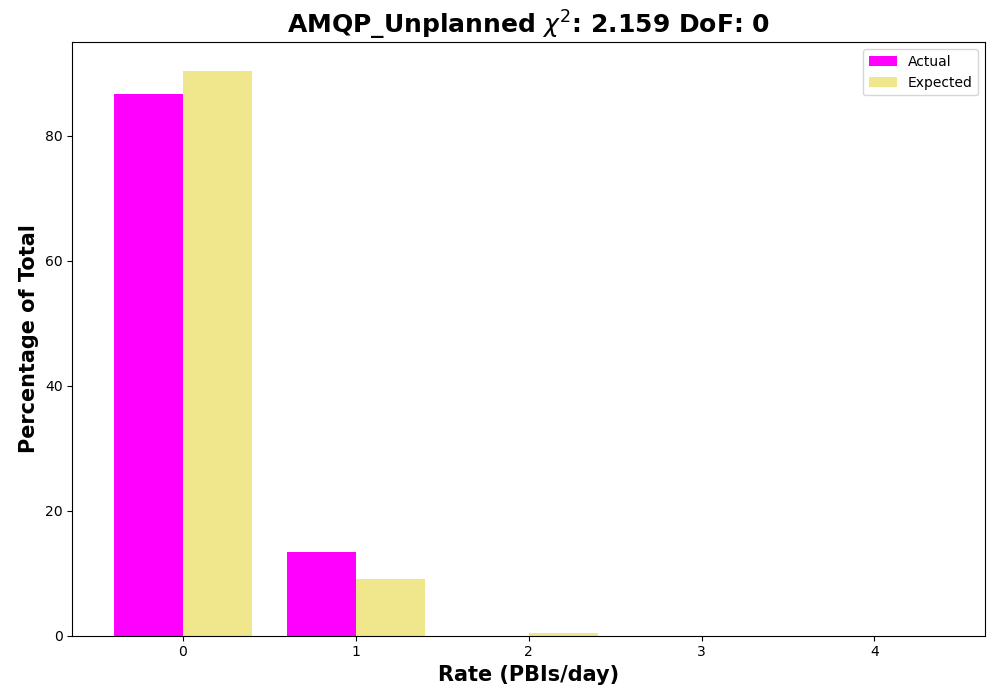 AMQP_Unplanned χ²: 2.159 DoF: 0
Actual
Expected
Percentage of Total
80
60
40
20
0
0 1 2 3 4
Rate (PBIs/day)